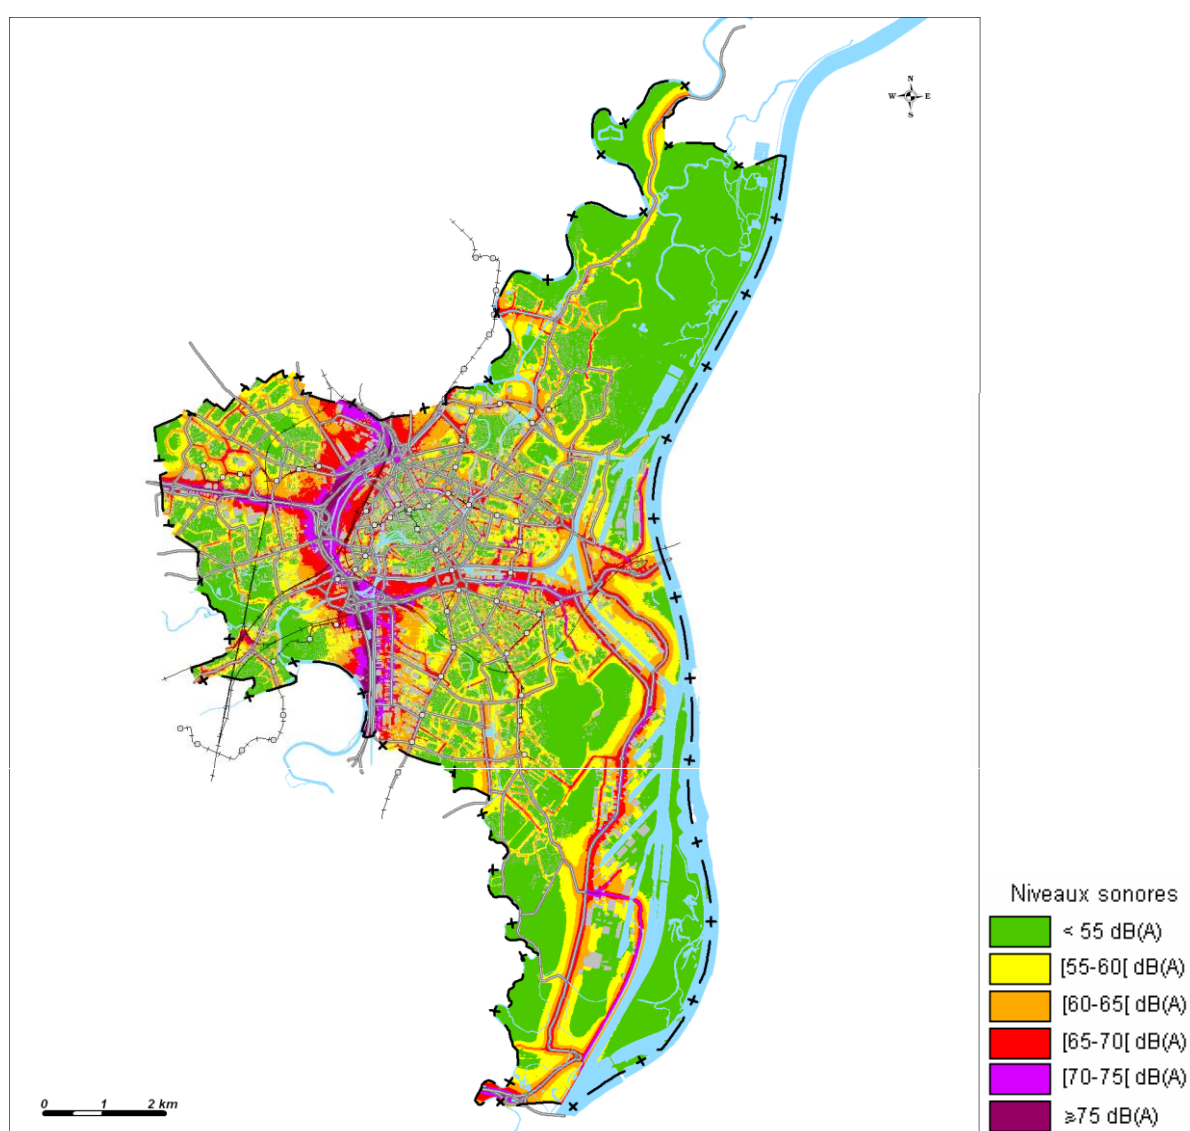 N
W E
S
Niveaux sonores
< 55 dB(A)
[55-60[ dB(A)
[60-65[ dB(A)
[65-70[ dB(A)
[70-75[ dB(A)
⩾75 dB(A)
0 1 2 km